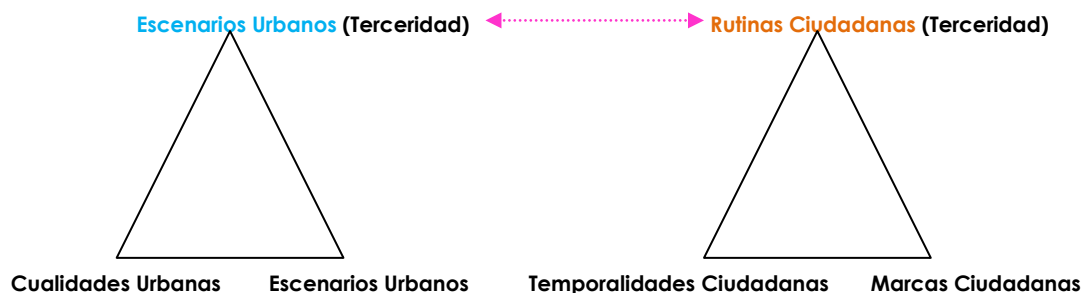 Escenarios Urbanos (Terceridad) Rutinas Ciudadanas (Terceridad)
Cualidades Urbanas Escenarios Urbanos Temporalidades Ciudadanas Marcas Ciudadanas